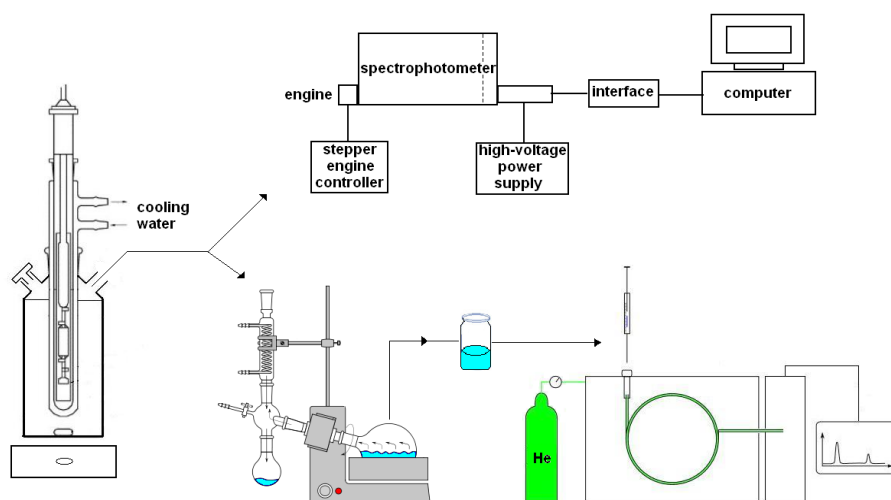 spectrophotometer
engine
interface
computer
stepper
engine
controller
high-voltage
power
supply
cooling
water
He